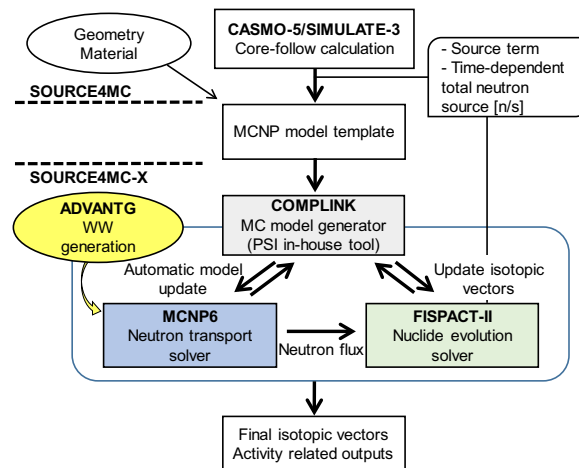 Geometry
Material
CASMO-5/SIMULATE-3
Core-follow calculation
- Source term
- Time-dependent
total neutron
source [n/s]
SOURCE4MC
MCNP model template
SOURCE4MC-X
ADVANTG
WW
generation
COMPLINK
MC model generator
(PSI in-house tool)
Automatic model
update
Update isotopic
vectors
MCNP6
Neutron transport
solver
Neutron flux
FISPACT-II
Nuclide evolution
solver
Final isotopic vectors
Activity related outputs